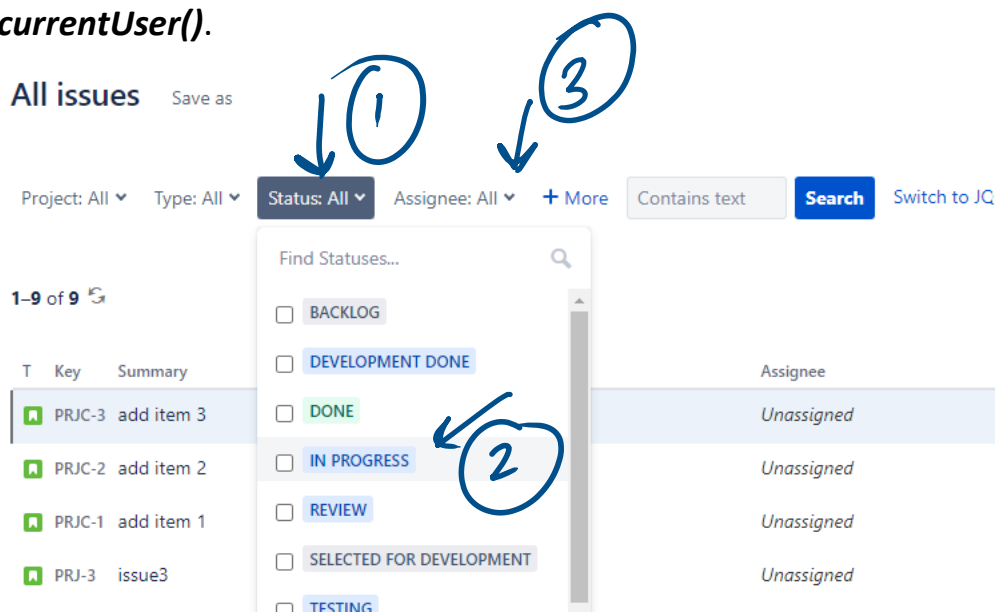 currentUser().
All issues Save as
1 3
Project: All Type: All Status: All Assignee: All + More Contains text Search Switch to JQ
Find Statuses...
1–9 of 9
BACKLOG
T Key Summary DEVELOPMENT DONE Assignee
PRJC-3 add item 3 DONE Unassigned
PRJC-2 add item 2 IN PROGRESS 2 Unassigned
PRJC-1 add item 1 REVIEW Unassigned
SELECTED FOR DEVELOPMENT
PRJ-3 issue3 Unassigned
TESTING